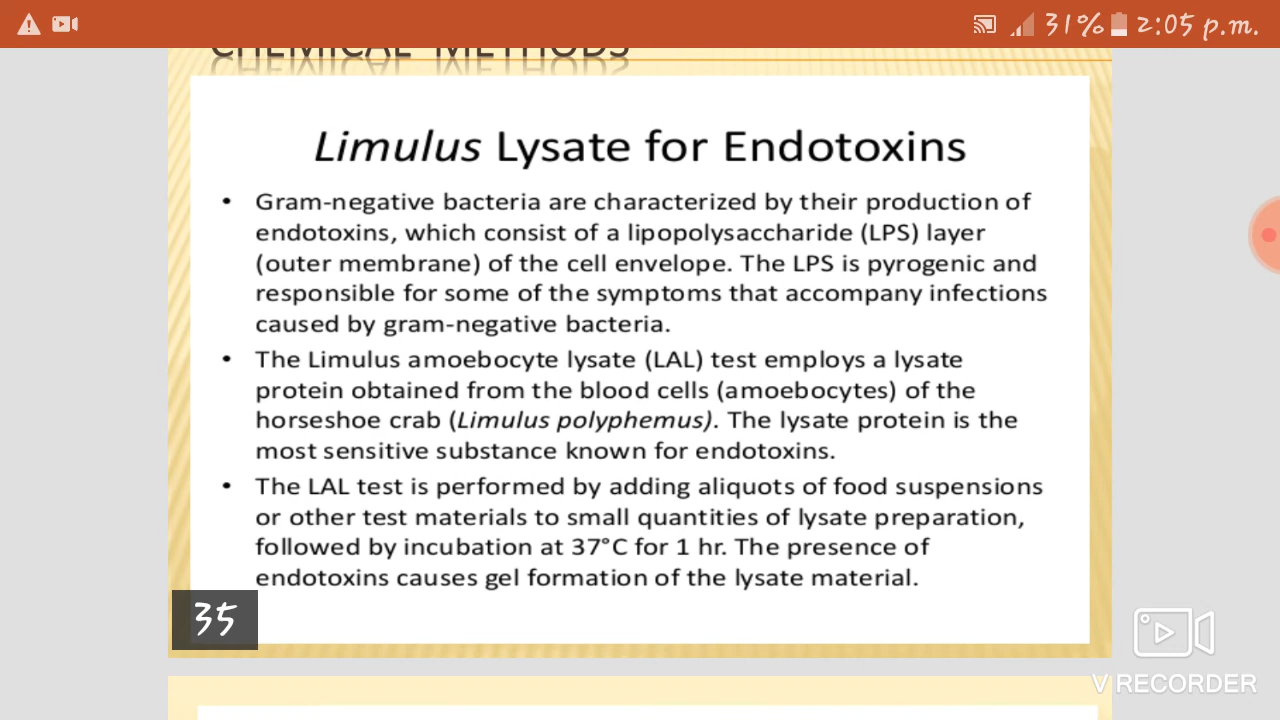 31% 2:05 p.m.
CHEMICAL METHODS
Limulus Lysate for Endotoxins
• Gram-negative bacteria are characterized by their production of
endotoxins, which consist of a lipopolysaccharide (LPS) layer
(outer membrane) of the cell envelope. The LPS is pyrogenic and
responsible for some of the symptoms that accompany infections
caused by gram-negative bacteria.
• The Limulus amoebocyte lysate (LAL) test employs a lysate
protein obtained from the blood cells (amoebocytes) of the
horseshoe crab (Limulus polyphemus). The lysate protein is the
most sensitive substance known for endotoxins.
• The LAL test is performed by adding aliquots of food suspensions
or other test materials to small quantities of lysate preparation,
followed by incubation at 37°C for 1 hr. The presence of
endotoxins causes gel formation of the lysate material.
35
V RECORDER